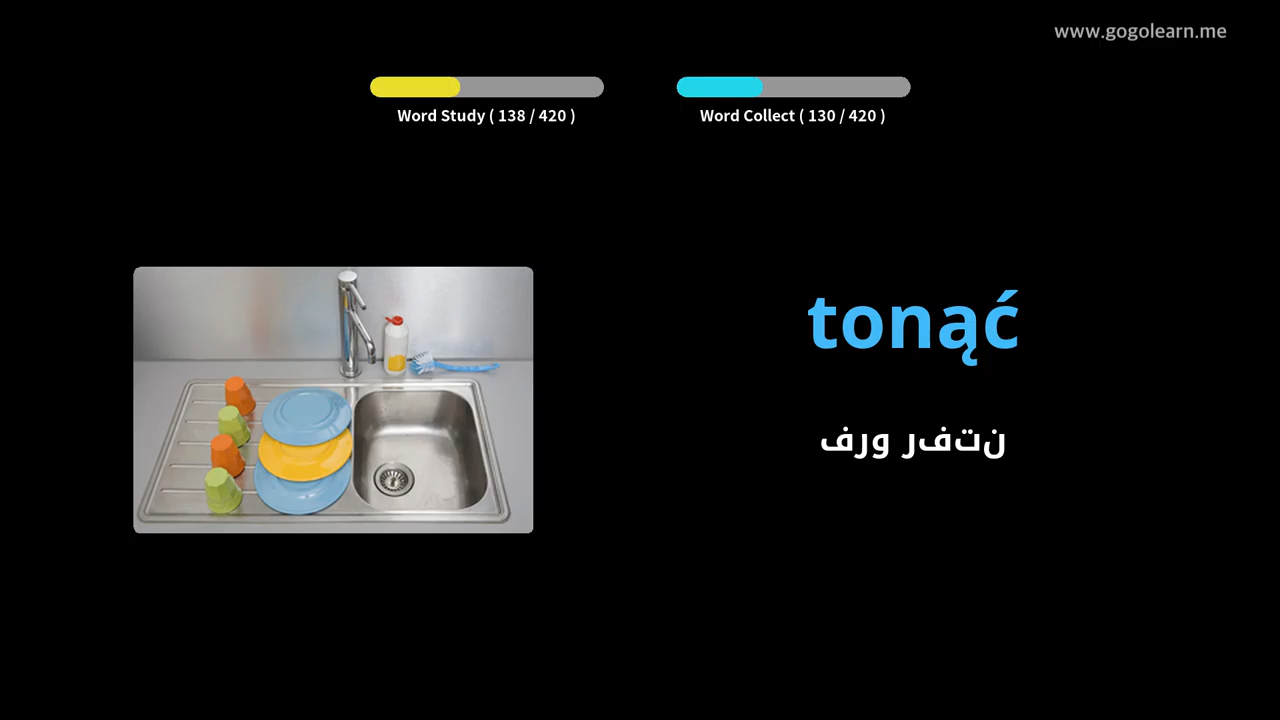 www.gogolearn.me
Word Study ( 138 / 420 )
Word Collect ( 130 / 420 )
tonąć
نتفر ورف